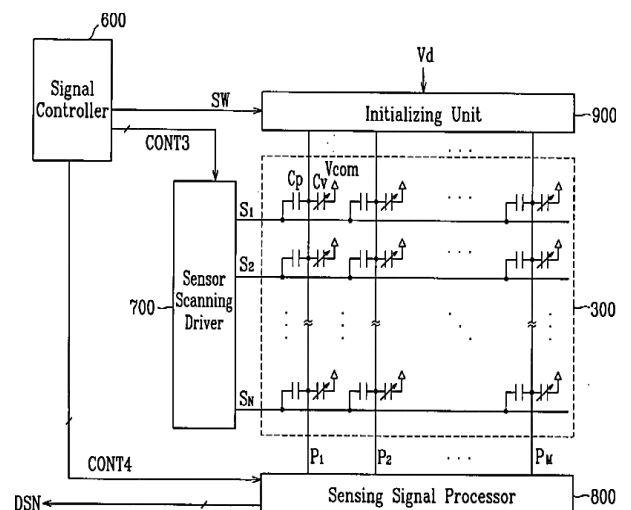 600
Signal
Controller
SW
CONT3
Vd
Initializing Unit
900
. . .
Vcom
Cp
Cv
S1
S2
SN
Sensor
Scanning
Driver
700
300
P1
P2
. . .
PM
CONT4
DSN
Sensing Signal Processor
800